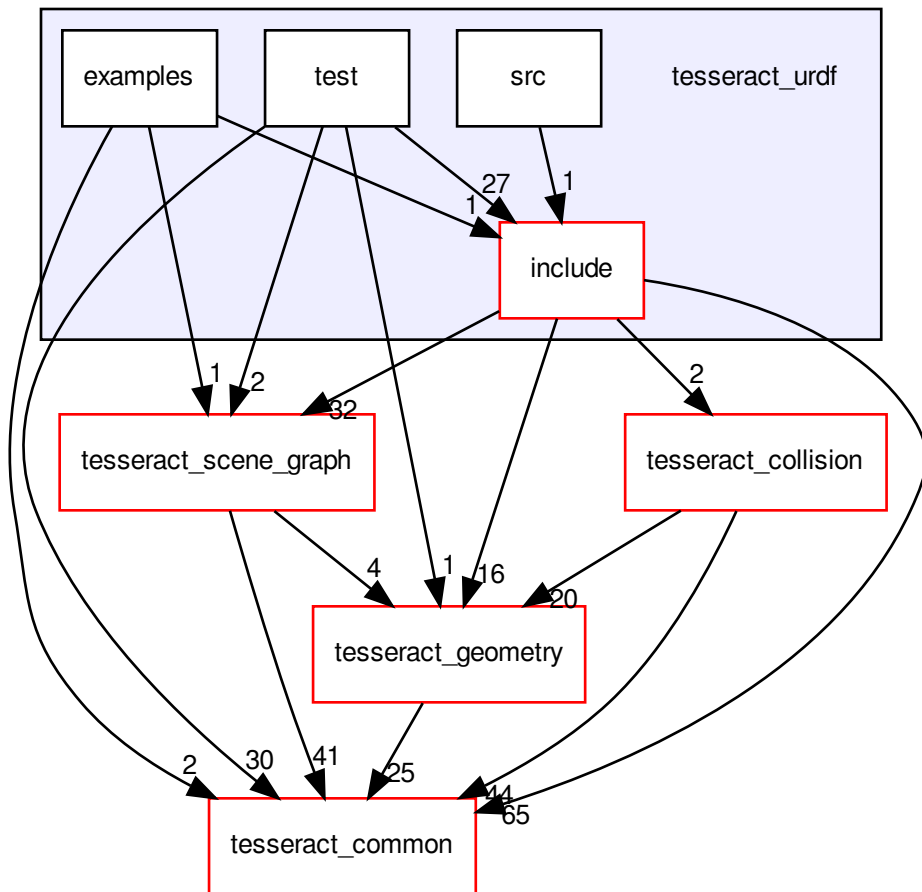 examples
test
src
tesseract_urdf
27
1
1
include
1
2
32
2
tesseract_scene_graph
tesseract_collision
4
1
16
20
tesseract_geometry
2
30
41
25
44
65
tesseract_common